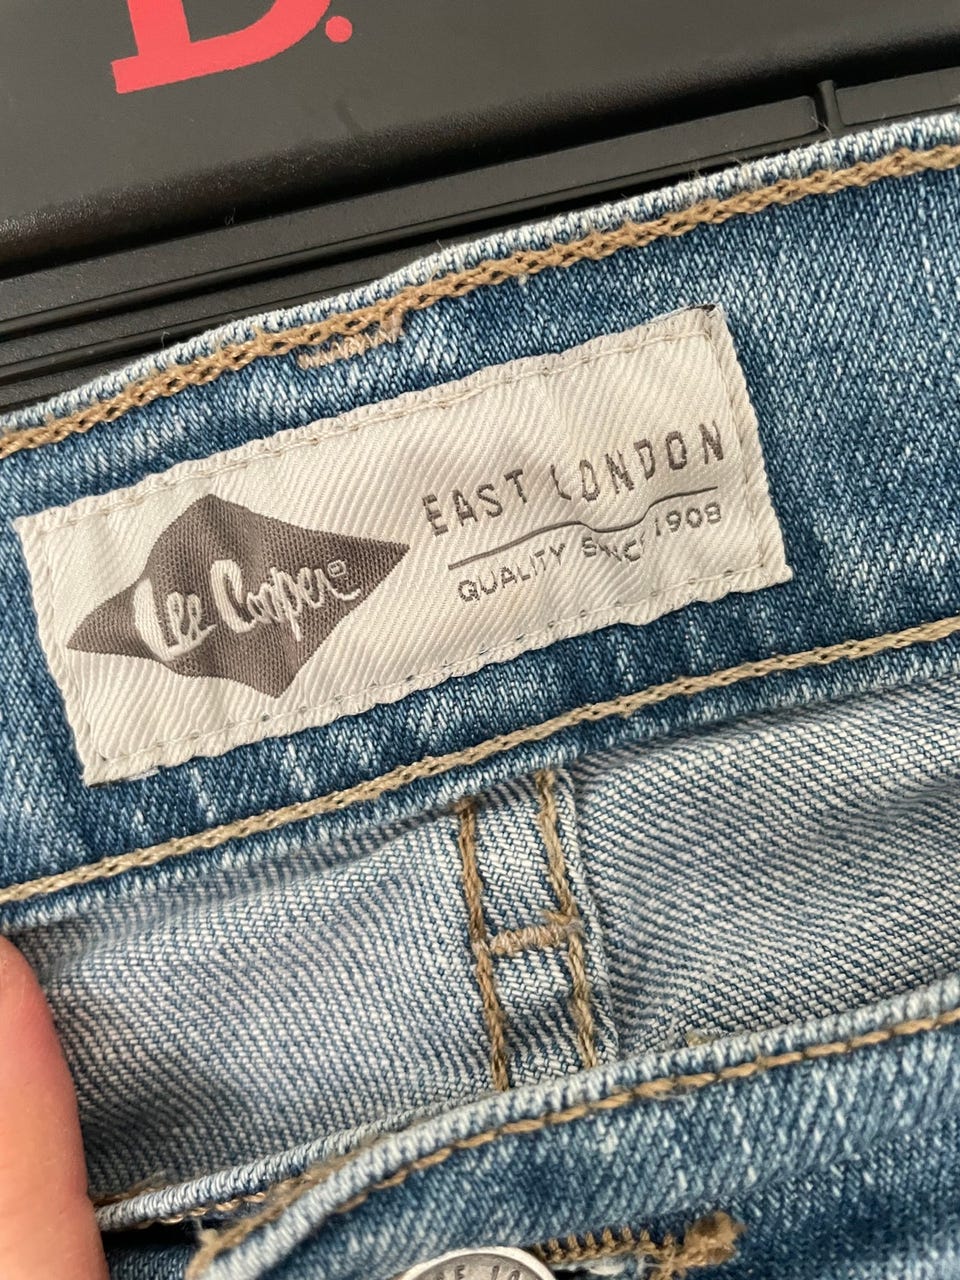 D.
Lee Cooper®
EAST LONDON
QUALITY SINCE 1908